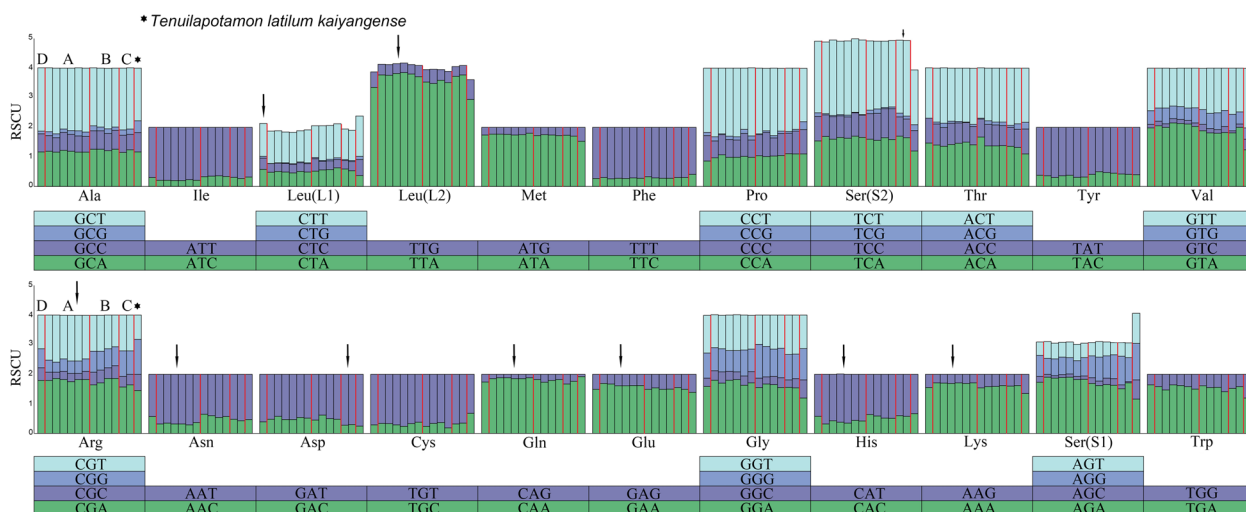 * Tenuilapotamon latilum kaiyangense
5
D A B C *
4
3
2
1
0
RSCU
Ala Ile Leu(L1) Leu(L2) Met Phe Pro Ser(S2) Thr Tyr Val
GCT CTT CCT TCT ACT GTT
GCG CTG CCG TCG ACG GTG
GCC ATT CTC TTG ATG TTT CCC TCC ACC TAT GTC
GCA ATC CTA TTA ATA TTC CCA TCA ACA TAC GTA
5
D A B C *
4
3
2
1
0
RSCU
Arg Asn Asp Cys Gln Glu Gly His Lys Ser(S1) Trp
CGT GGT AGT
CGG GGG AGG
CGC AAT GAT TGT CAG GAG GGC CAT AAG AGC TGG
CGA AAC GAC TGC CAA GAA GGA CAC AAA AGA TGA